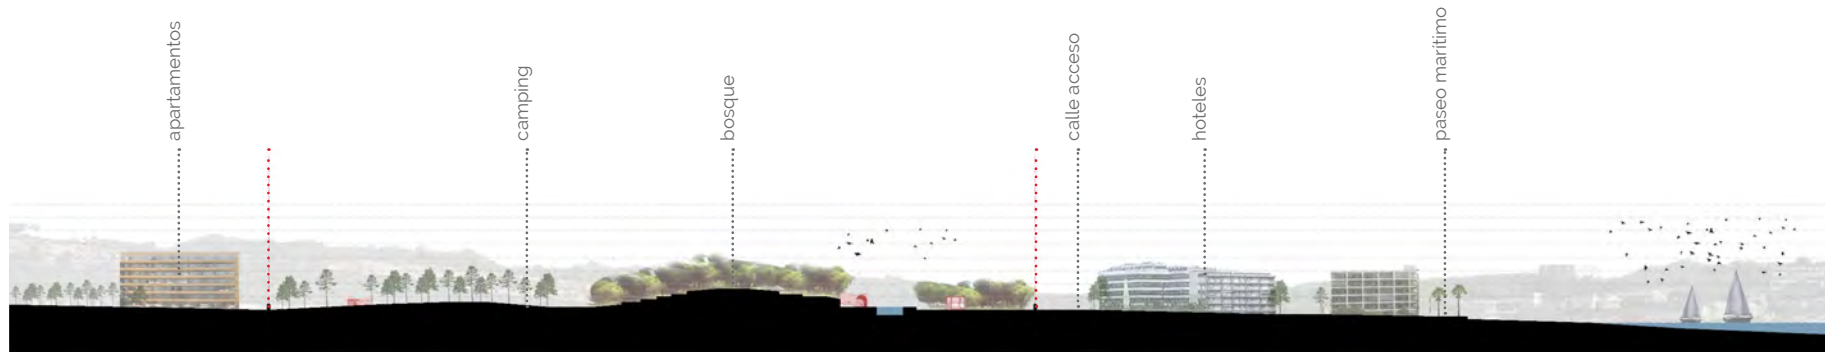 apartamentos
camping
bosque
calle acceso
hoteles
paseo marítimo